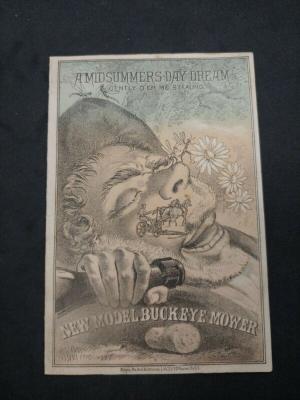 A MIDSUMMERS-DAY DREAM
GENTLY O'ER ME STEALING.
NEW MODEL BUCKEYE MOWER